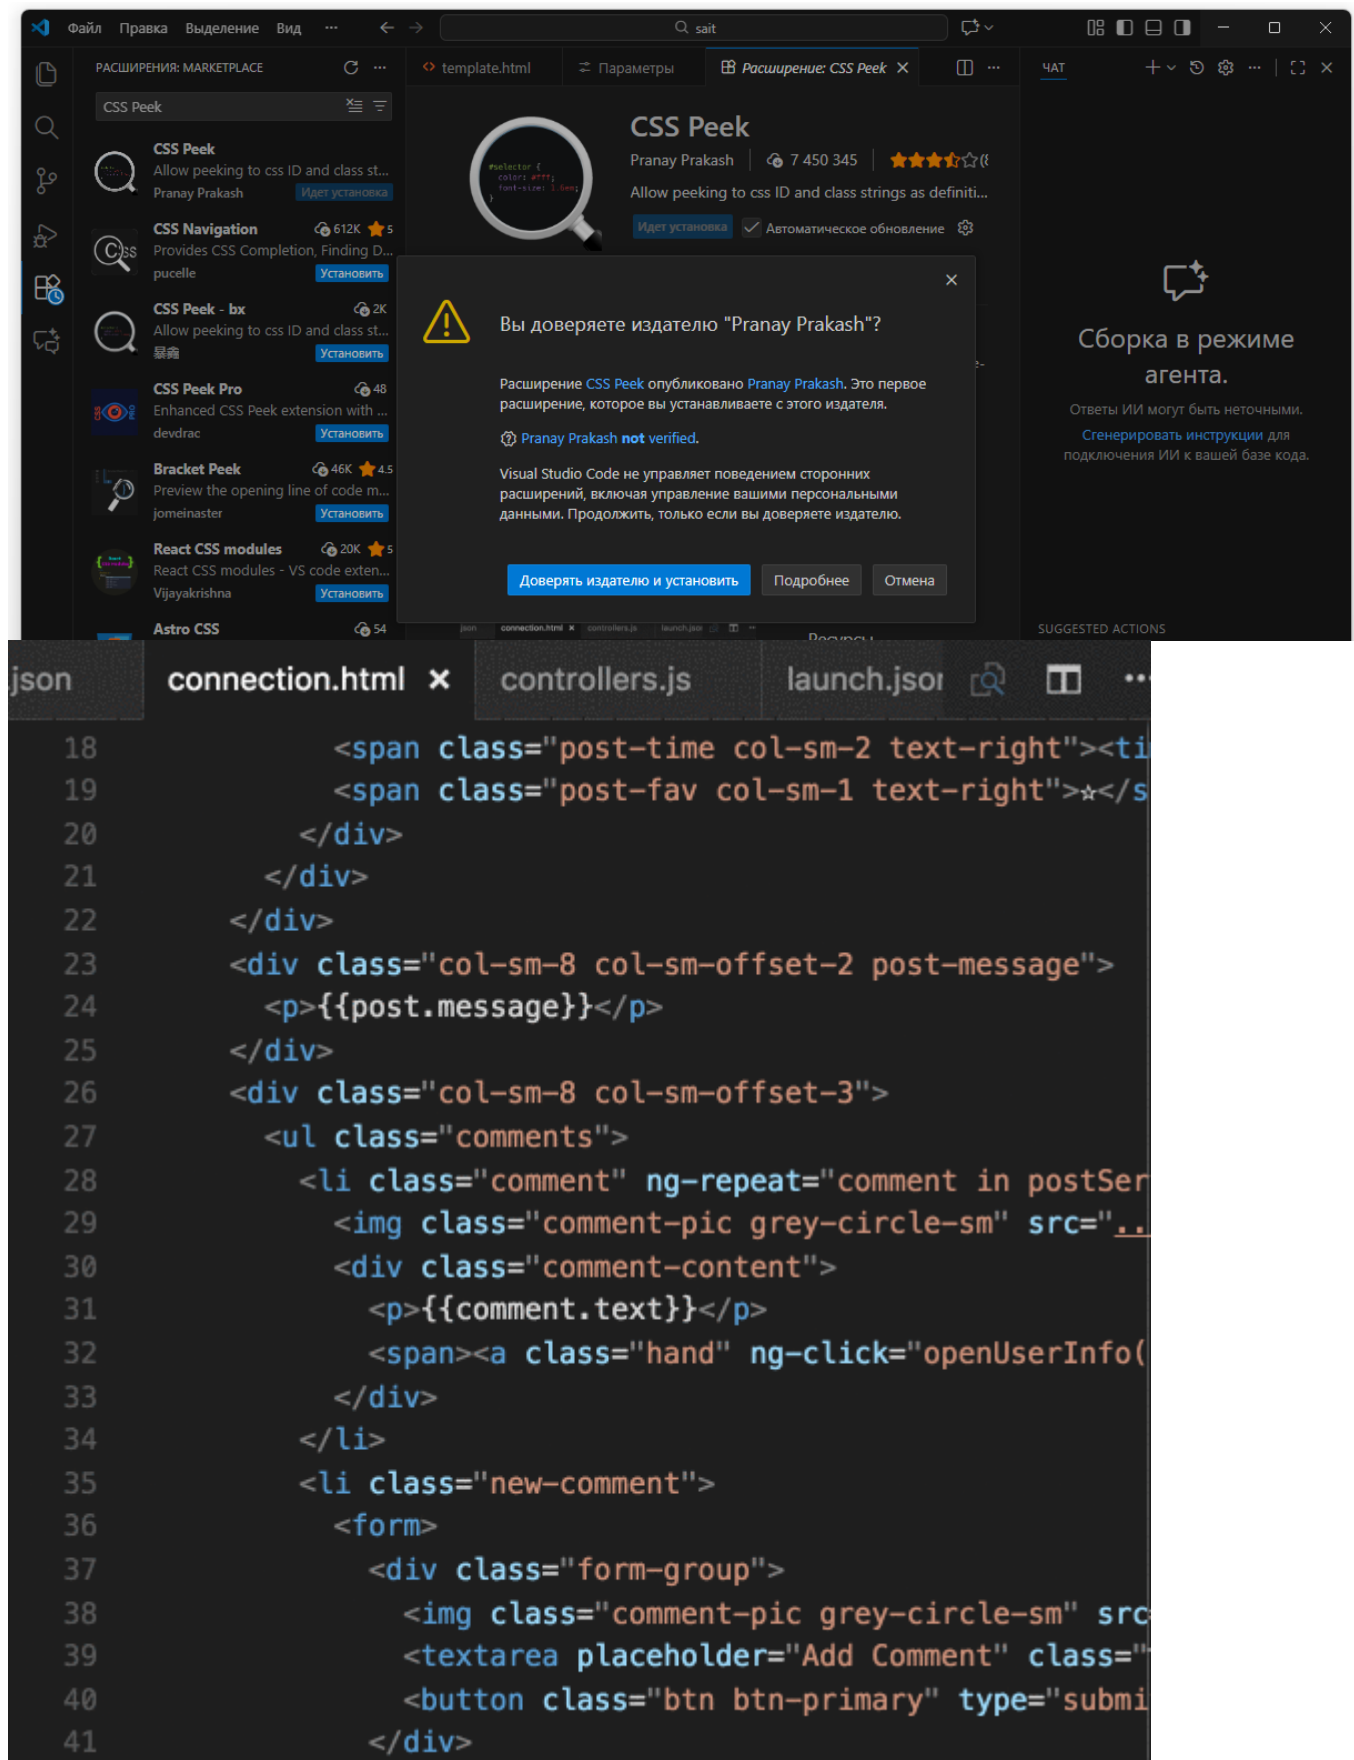 Файл Правка Выделение Вид ··· sait
РАСШИРЕНИЯ: MARKETPLACE
CSS Peek
CSS Peek
Allow peeking to css ID and class st...
Pranay Prakash Идет установка
CSS Navigation 612K 5
Provides CSS Completion, Finding D...
pucelle Установить
CSS Peek - bx 2K
Allow peeking to css ID and class st...
Установить
CSS Peek Pro 48
Enhanced CSS Peek extension with ...
devdrac Установить
Bracket Peek 46K 4.5
Preview the opening line of code m...
jomeinaster Установить
React CSS modules 20K 5
React CSS modules - VS code exten...
Vijayakrishna Установить
Astro CSS 54
template.html Параметры Расширение: CSS Peek
#selector {
color: #fff;
font-size: 1.5em;
}
CSS Peek
Pranay Prakash 7 450 345
Allow peeking to css ID and class strings as definiti...
Идет установка Автоматическое обновление
Вы доверяете издателю "Pranay Prakash"?
Расширение CSS Peek опубликовано Pranay Prakash. Это первое
расширение, которое вы устанавливаете с этого издателя.
Pranay Prakash not verified.
Visual Studio Code не управляет поведением сторонних
расширений, включая управление вашими персональными
данными. Продолжить, только если вы доверяете издателю.
Доверять издателю и установить Подробнее Отмена
json connection.html controllers.js launch.json
Ресурсы
ЧАТ
Сборка в режиме
агента.
Ответы ИИ могут быть неточными.
Сгенерировать инструкции для
подключения ИИ к вашей базе кода.
SUGGESTED ACTIONS
.json connection.html controllers.js launch.json
18 <span class="post-time col-sm-2 text-right"><ti
19 <span class="post-fav col-sm-1 text-right">☆</s
20 </div>
21 </div>
22 </div>
23 <div class="col-sm-8 col-sm-offset-2 post-message">
24 <p>{{post.message}}</p>
25 </div>
26 <div class="col-sm-8 col-sm-offset-3">
27 <ul class="comments">
28 <li class="comment" ng-repeat="comment in postSer
29 <img class="comment-pic grey-circle-sm" src="..
30 <div class="comment-content">
31 <p>{{comment.text}}</p>
32 <span><a class="hand" ng-click="openUserInfo(
33 </div>
34 </li>
35 <li class="new-comment">
36 <form>
37 <div class="form-group">
38 <img class="comment-pic grey-circle-sm" src
39 <textarea placeholder="Add Comment" class="
40 <button class="btn btn-primary" type="submi
41 </div>